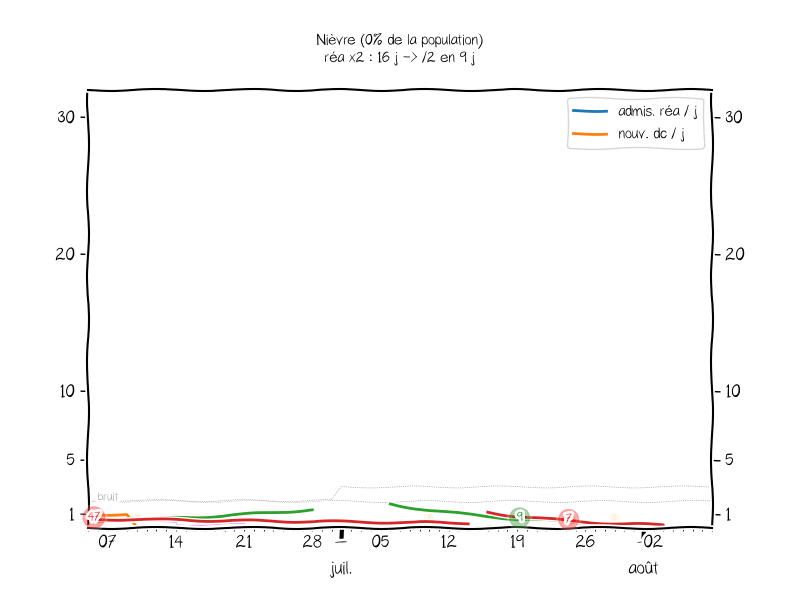 Nièvre (0% de la population)
réa x2 : 16 j -> /2 en 9 j
admis. réa / j
nouv. dc / j
30
30
20
20
10
10
5
5
bruit
1
1
47
9
7
07 14 21 28 05 12 19 26 02
juil. août